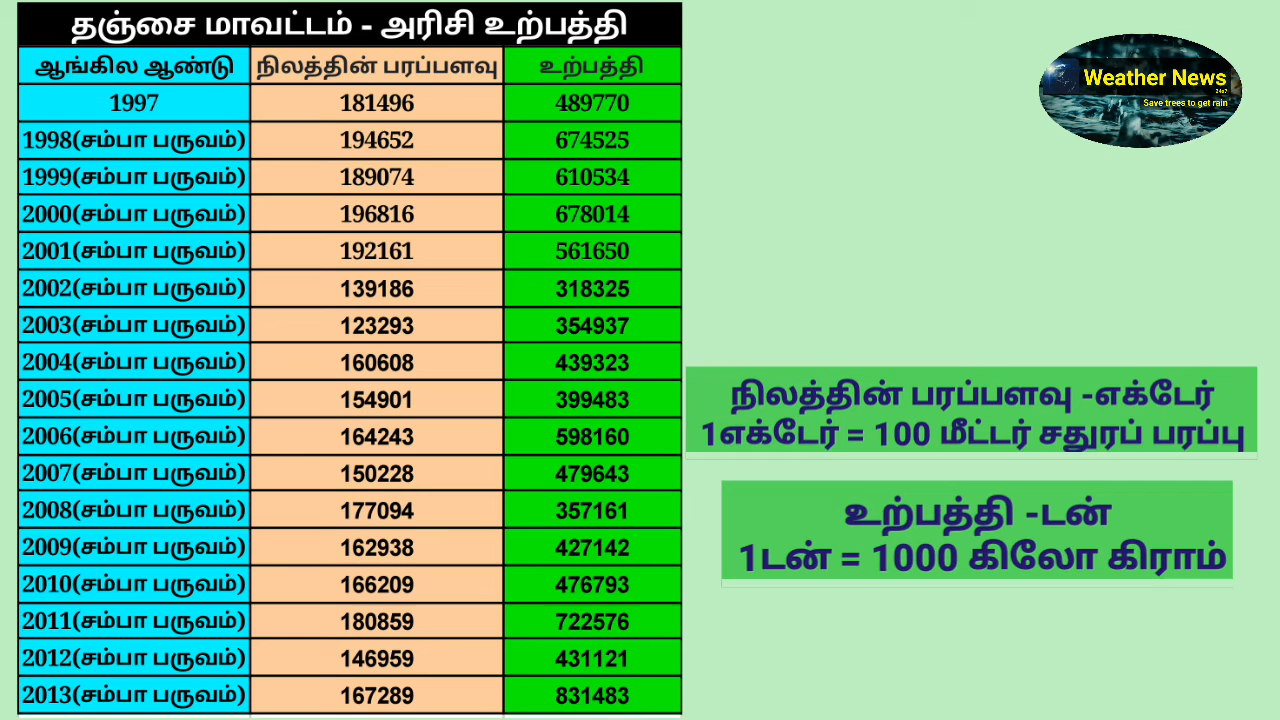 தஞ்சை மாவட்டம் - அரிசி உற்பத்தி
ஆங்கில ஆண்டு நிலத்தின் பரப்பளவு உற்பத்தி
1997 181496 489770
1998(சம்பா பருவம்) 194652 674525
1999(சம்பா பருவம்) 189074 610534
2000(சம்பா பருவம்) 196816 678014
2001(சம்பா பருவம்) 192161 561650
2002(சம்பா பருவம்) 139186 318325
2003(சம்பா பருவம்) 123293 354937
2004(சம்பா பருவம்) 160608 439323
2005(சம்பா பருவம்) 154901 399483
2006(சம்பா பருவம்) 164243 598160
2007(சம்பா பருவம்) 150228 479643
2008(சம்பா பருவம்) 177094 357161
2009(சம்பா பருவம்) 162938 427142
2010(சம்பா பருவம்) 166209 476793
2011(சம்பா பருவம்) 180859 722576
2012(சம்பா பருவம்) 146959 431121
2013(சம்பா பருவம்) 167289 831483
Weather News
24x7
Save trees to get rain
நிலத்தின் பரப்பளவு -எக்டேர்
1எக்டேர் = 100 மீட்டர் சதுரப் பரப்பு
உற்பத்தி -டன்
1டன் = 1000 கிலோ கிராம்